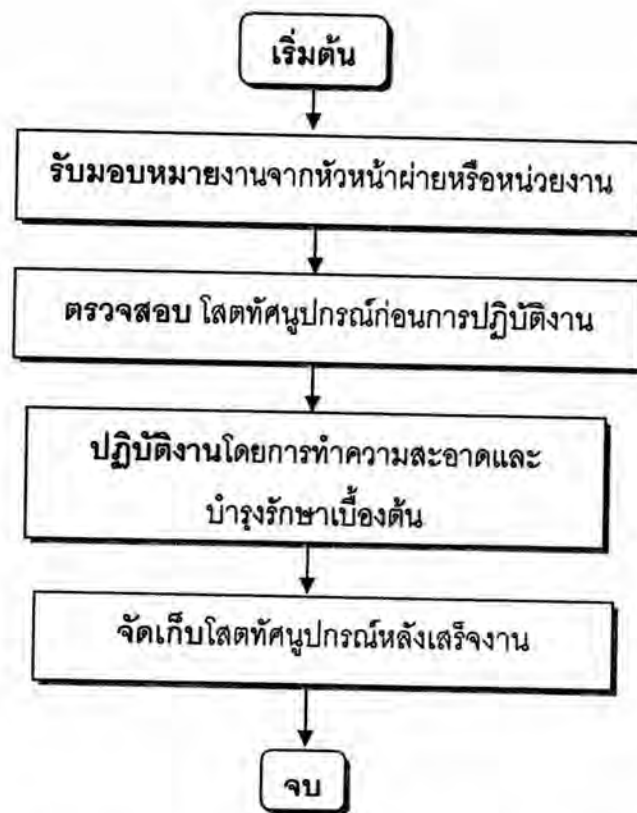 เริ่มต้น
รับมอบหมายงานจากหัวหน้าฝ่ายหรือหน่วยงาน
ตรวจสอบ โสตทัศนูปกรณ์ก่อนการปฏิบัติงาน
ปฏิบัติงานโดยการทำความสะอาดและ
บำรุงรักษาเบื้องต้น
จัดเก็บโสตทัศนูปกรณ์หลังเสร็จงาน
จบ